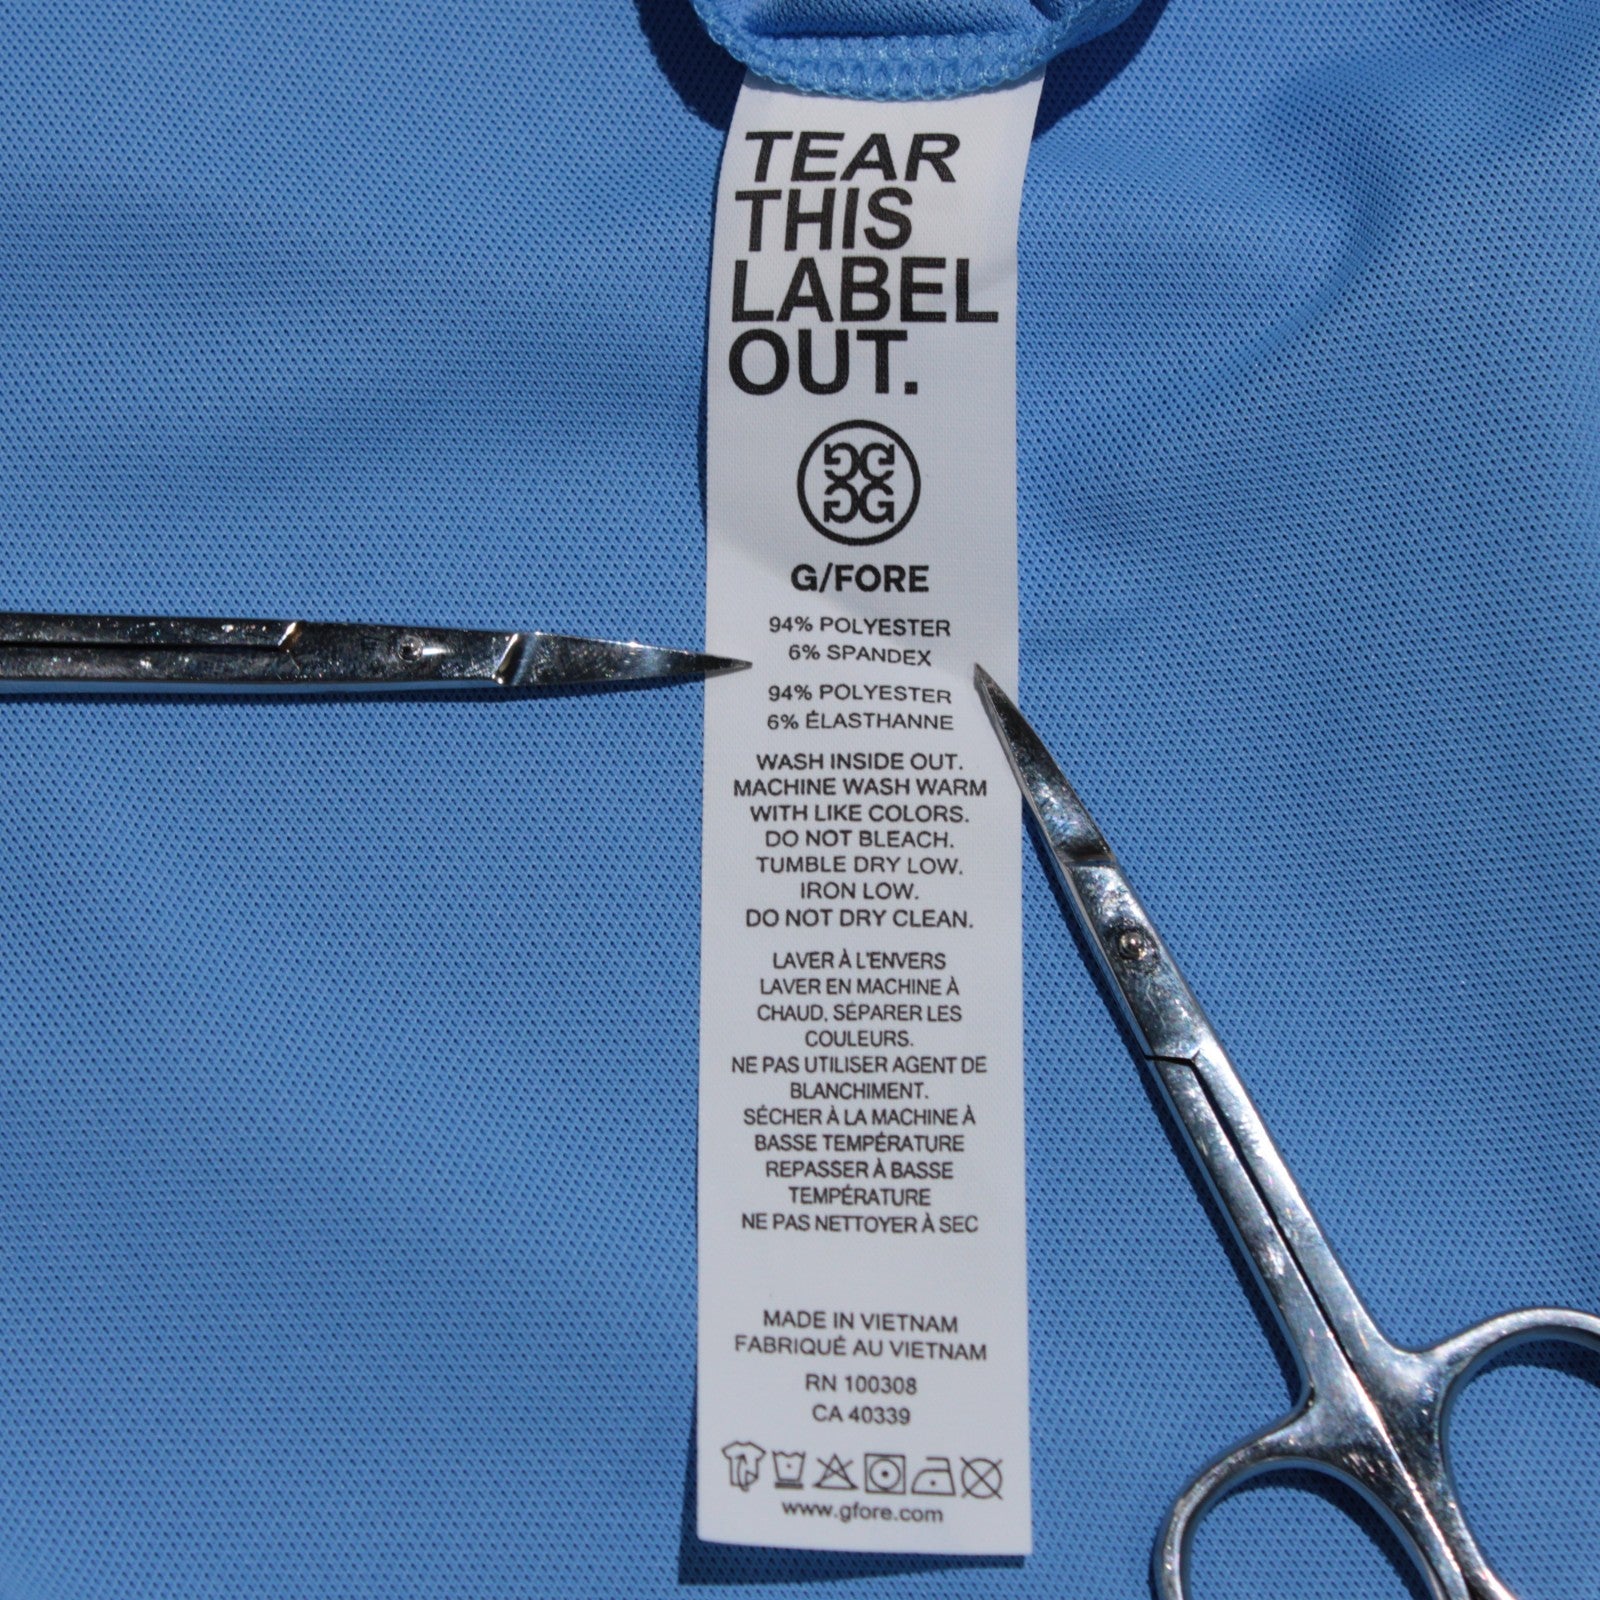 TEAR
THIS
LABEL
OUT.
G/FORE
94% POLYESTER
6% SPANDEX
94% POLYESTER
6% ÉLASTHANNE
WASH INSIDE OUT.
MACHINE WASH WARM
WITH LIKE COLORS.
DO NOT BLEACH.
TUMBLE DRY LOW.
IRON LOW.
DO NOT DRY CLEAN.
LAVER À L'ENVERS
LAVER EN MACHINE À
CHAUD, SÉPARER LES
COULEURS.
NE PAS UTILISER AGENT DE
BLANCHIMENT.
SÉCHER À LA MACHINE À
BASSE TEMPÉRATURE
REPASSER À BASSE
TEMPÉRATURE
NE PAS NETTOYER À SEC
MADE IN VIETNAM
FABRIQUÉ AU VIETNAM
RN 100308
CA 40339
www.gfore.com